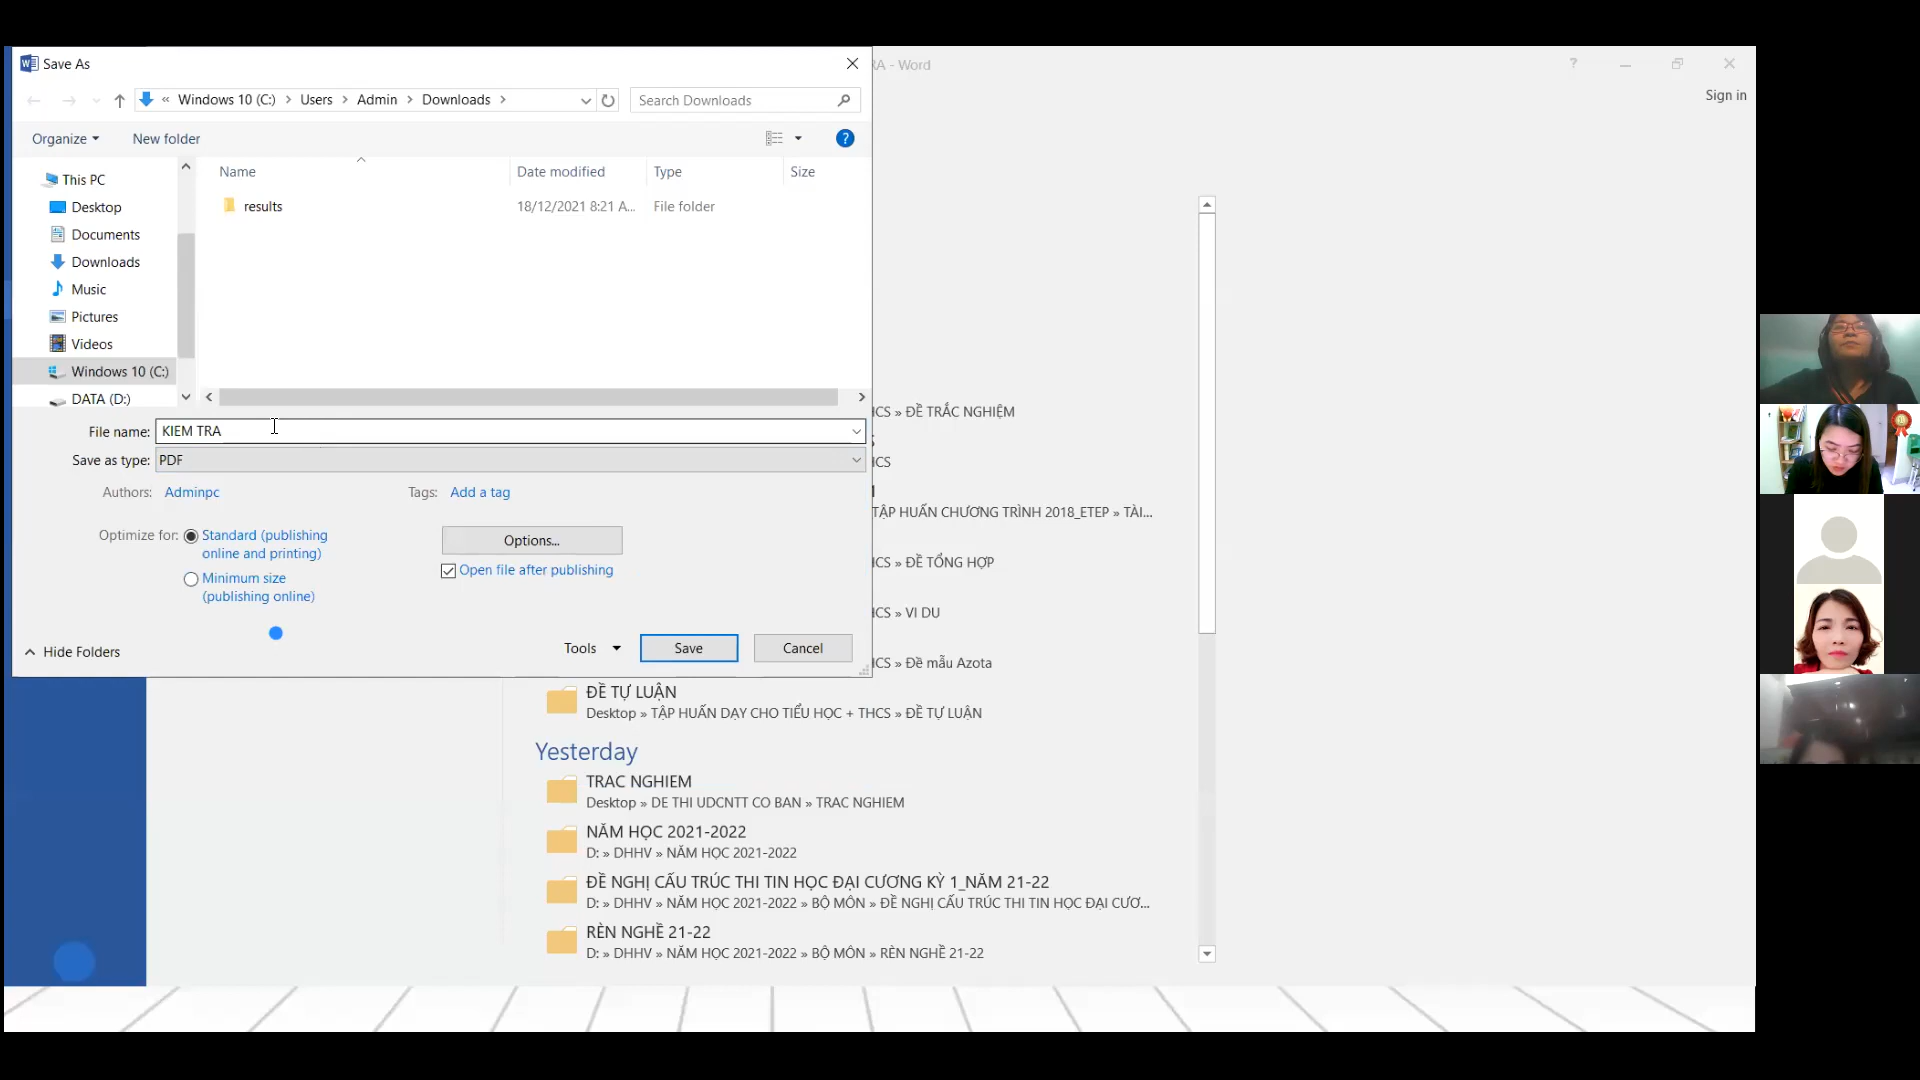 Save As
RA - Word
Sign in
« Windows 10 (C:) > Users > Admin > Downloads >
Search Downloads
Organize
New folder
Name
Date modified
Type
Size
results
18/12/2021 8:21 A...
File folder
This PC
Desktop
Documents
Downloads
Music
Pictures
Videos
Windows 10 (C:)
DATA (D:)
File name: KIEM TRA
Save as type: PDF
Authors: Adminpc
Tags: Add a tag
Optimize for: Standard (publishing
online and printing)
Minimum size
(publishing online)
Options...
Open file after publishing
Hide Folders
Tools
Save
Cancel
HCS » ĐỀ TRẮC NGHIỆM
HCS
TẬP HUẤN CHƯƠNG TRÌNH 2018_ETEP » TÀI...
HCS » ĐỀ TỔNG HỢP
HCS » VI DU
HCS » Đề mẫu Azota
ĐỀ TỰ LUẬN
Desktop » TẬP HUẤN DẠY CHO TIỂU HỌC + THCS » ĐỀ TỰ LUẬN
Yesterday
TRAC NGHIEM
Desktop » DE THI UDCNTT CO BAN » TRAC NGHIEM
NĂM HỌC 2021-2022
D: » DHHV » NĂM HỌC 2021-2022
ĐỀ NGHỊ CẤU TRÚC THI TIN HỌC ĐẠI CƯƠNG KỲ 1_NĂM 21-22
D: » DHHV » NĂM HỌC 2021-2022 » BỘ MÔN » ĐỀ NGHỊ CẤU TRÚC THI TIN HỌC ĐẠI CƯƠ...
RÈN NGHỀ 21-22
D: » DHHV » NĂM HỌC 2021-2022 » BỘ MÔN » RÈN NGHỀ 21-22